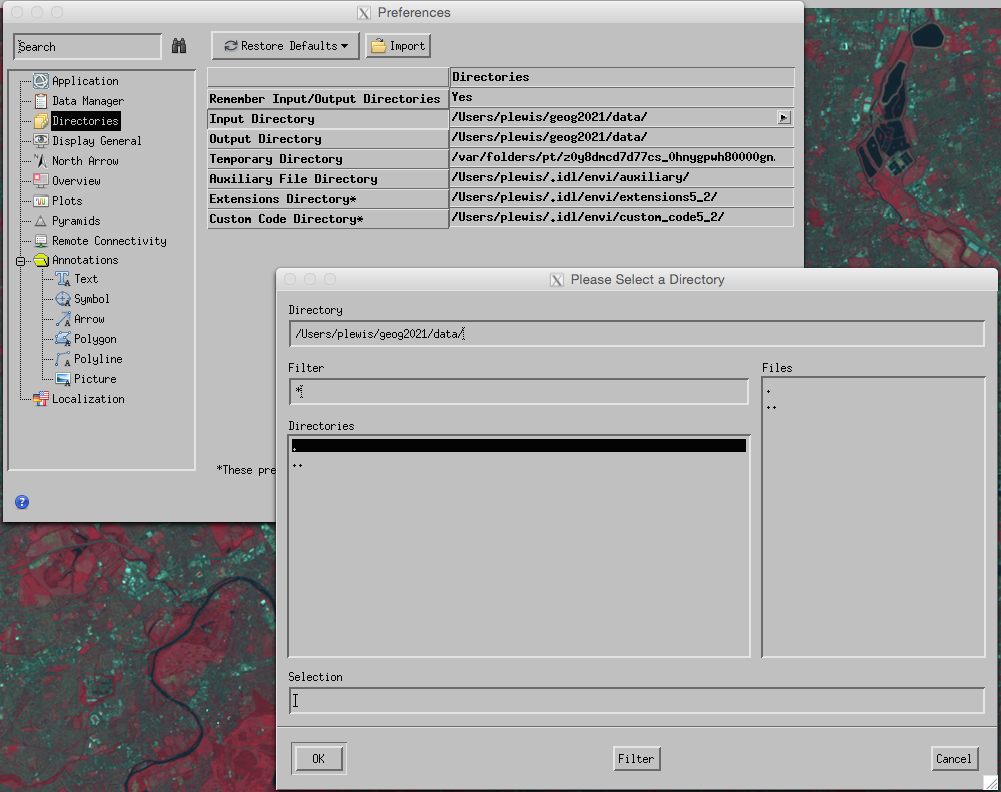 Preferences
Search
Restore Defaults
Import
Application
Data Manager
Directories
Display General
North Arrow
Overview
Plots
Pyramids
Remote Connectivity
Annotations
Text
Symbol
Arrow
Polygon
Polyline
Picture
Localization
Directories
Remember Input/Output Directories Yes
Input Directory /Users/plewis/geog2021/data/
Output Directory /Users/plewis/geog2021/data/
Temporary Directory /var/folders/pt/z0y8dmcd7d77cs_0hnygpwh80000gn.
Auxiliary File Directory /Users/plewis/.idl/envi/auxiliary/
Extensions Directory* /Users/plewis/.idl/envi/extensions5_2/
Custom Code Directory* /Users/plewis/.idl/envi/custom_code5_2/
*These pre
?
Please Select a Directory
Directory
/Users/plewis/geog2021/data/
Filter
*
Files
.
..
Directories
.
..
Selection
OK
Filter
Cancel